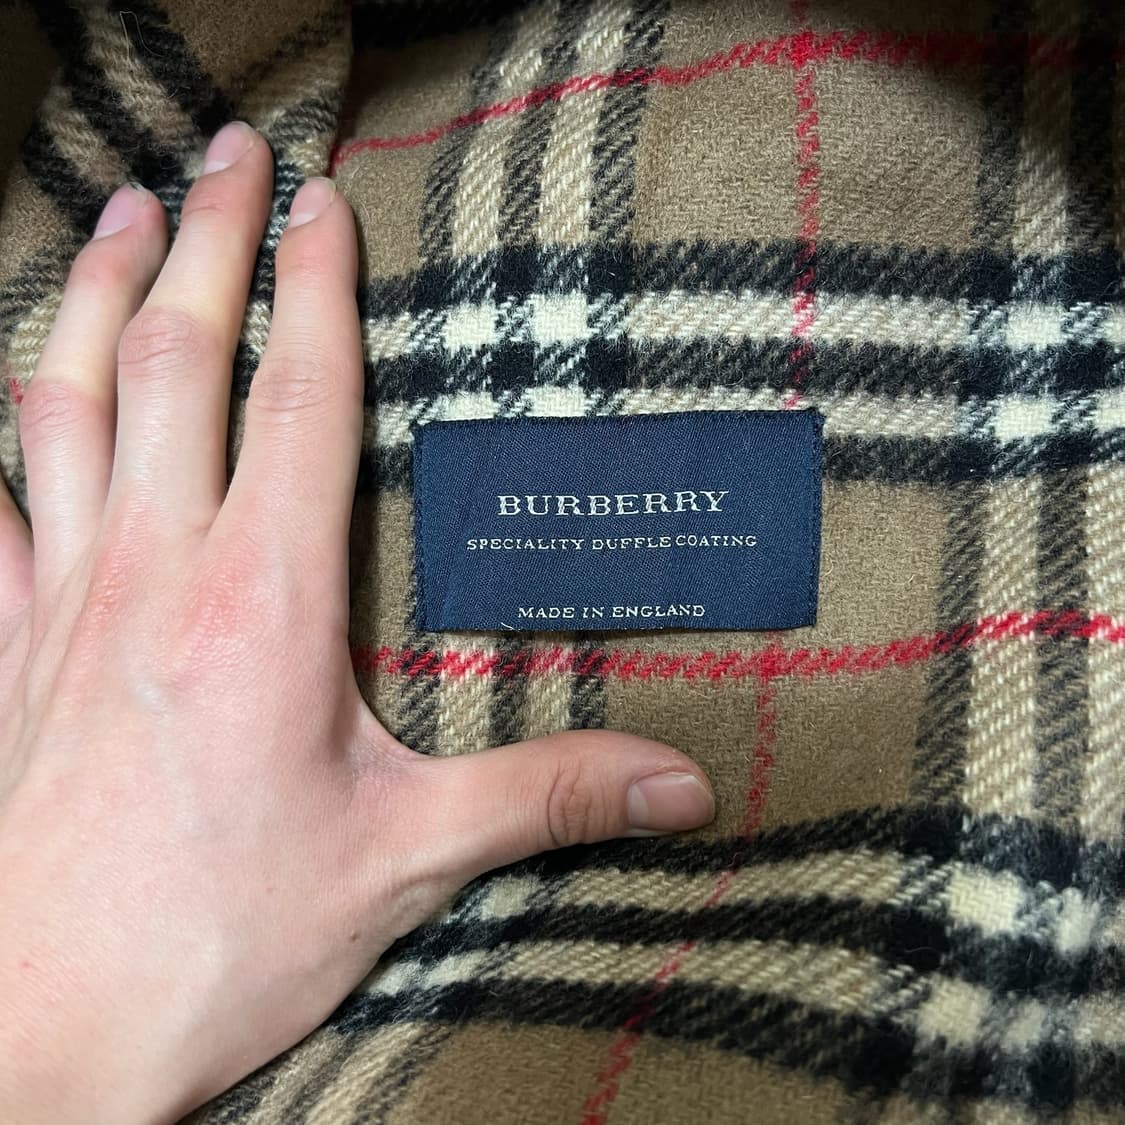 BURBERRY
SPECIALITY DUFFLE COATING
MADE IN ENGLAND